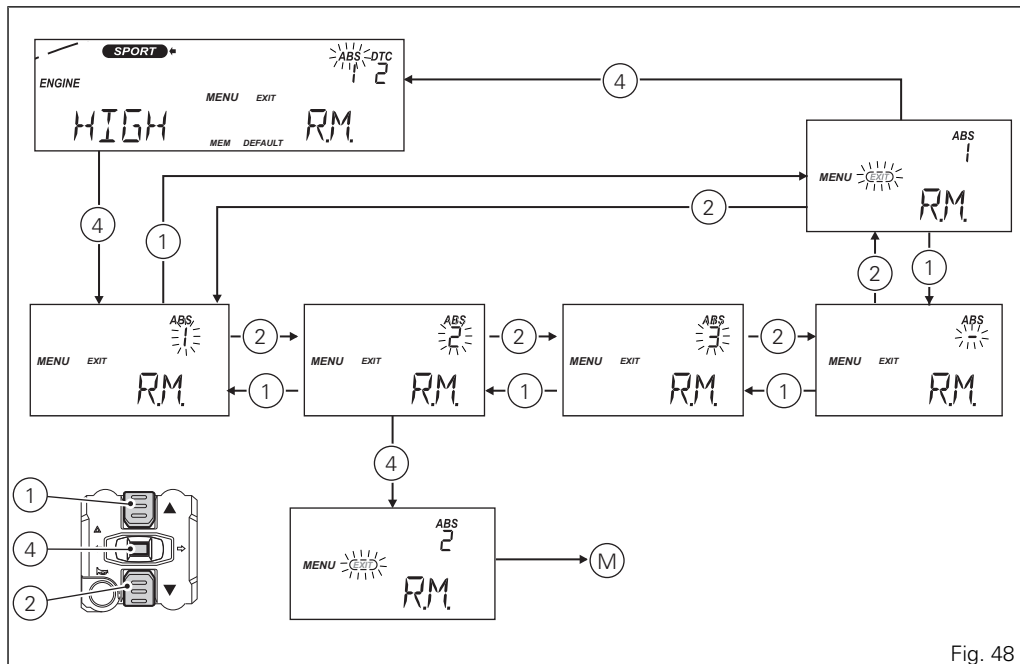 SPORT
ABS DTC
1 2
ENGINE
MENU EXIT
HIGH R.M.
MEM DEFAULT
4
ABS
1
MENU EXIT
R.M.
4
1
2
2
1
ABS
1
MENU EXIT
R.M.
2
1
ABS
2
MENU EXIT
R.M.
2
1
ABS
3
MENU EXIT
R.M.
2
1
ABS
-
MENU EXIT
R.M.
4
1
4
2
ABS
2
MENU EXIT
R.M.
M
Fig. 48